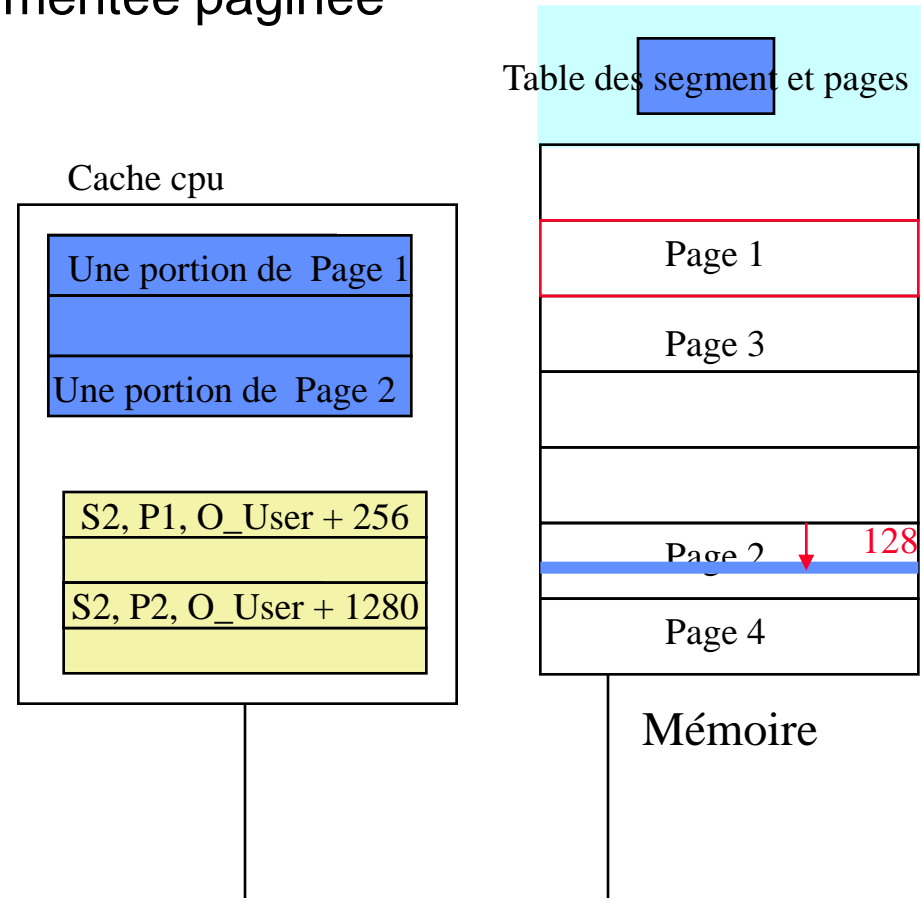 mentée paginée
Table des segment et pages
Cache cpu
Une portion de Page 1
Une portion de Page 2
S2, P1, O_User + 256
S2, P2, O_User + 1280
Page 1
Page 3
Page 2
128
Page 4
Mémoire